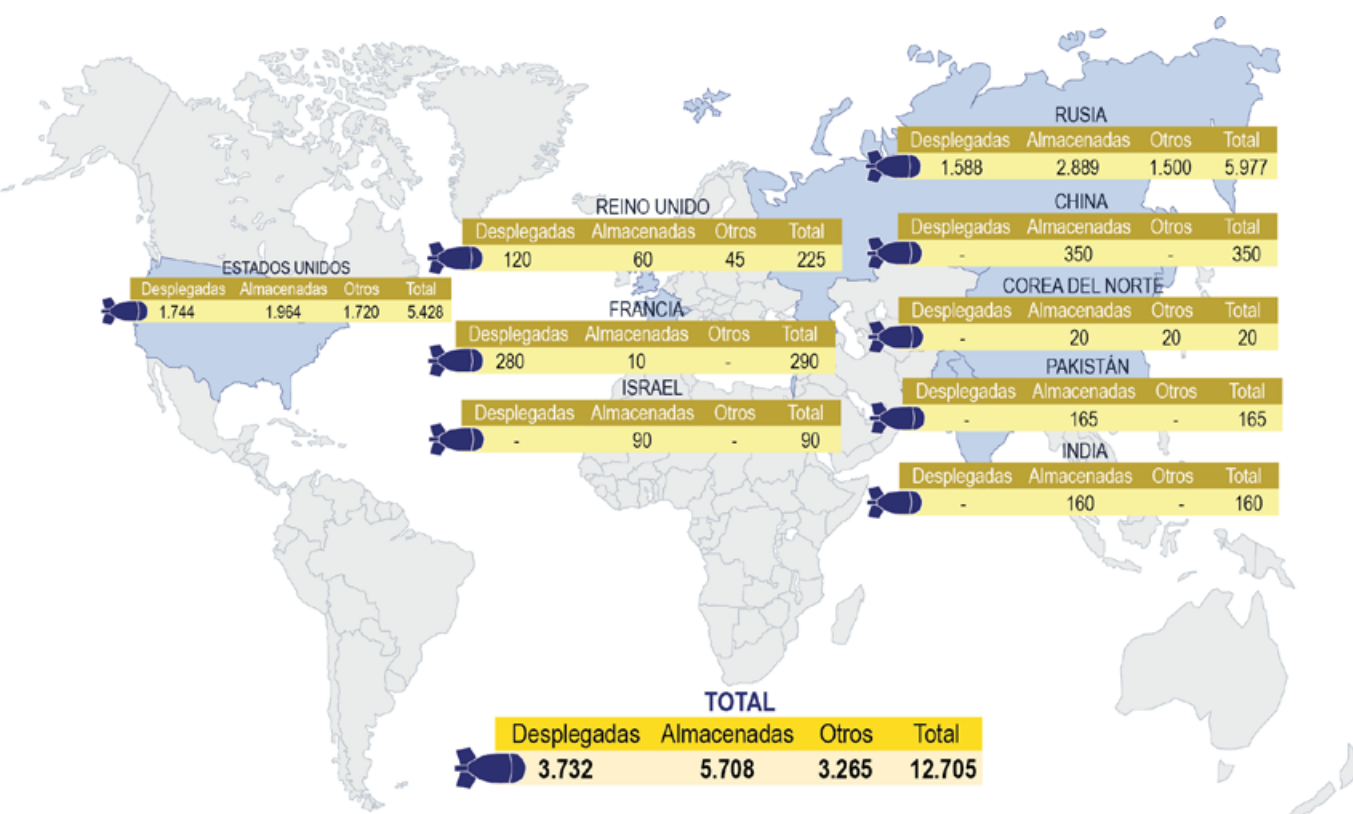 RUSIA
Desplegadas Almacenadas Otros Total
1.588 2.889 1.500 5.977
CHINA
Desplegadas Almacenadas Otros Total
- 350 - 350
COREA DEL NORTE
Desplegadas Almacenadas Otros Total
- 20 20 20
PAKISTÁN
Desplegadas Almacenadas Otros Total
- 165 - 165
INDIA
Desplegadas Almacenadas Otros Total
- 160 - 160
REINO UNIDO
Desplegadas Almacenadas Otros Total
120 60 45 225
FRANCIA
Desplegadas Almacenadas Otros Total
280 10 - 290
ISRAEL
Desplegadas Almacenadas Otros Total
- 90 - 90
ESTADOS UNIDOS
Desplegadas Almacenadas Otros Total
1.744 1.964 1.720 5.428
TOTAL
Desplegadas Almacenadas Otros Total
3.732 5.708 3.265 12.705